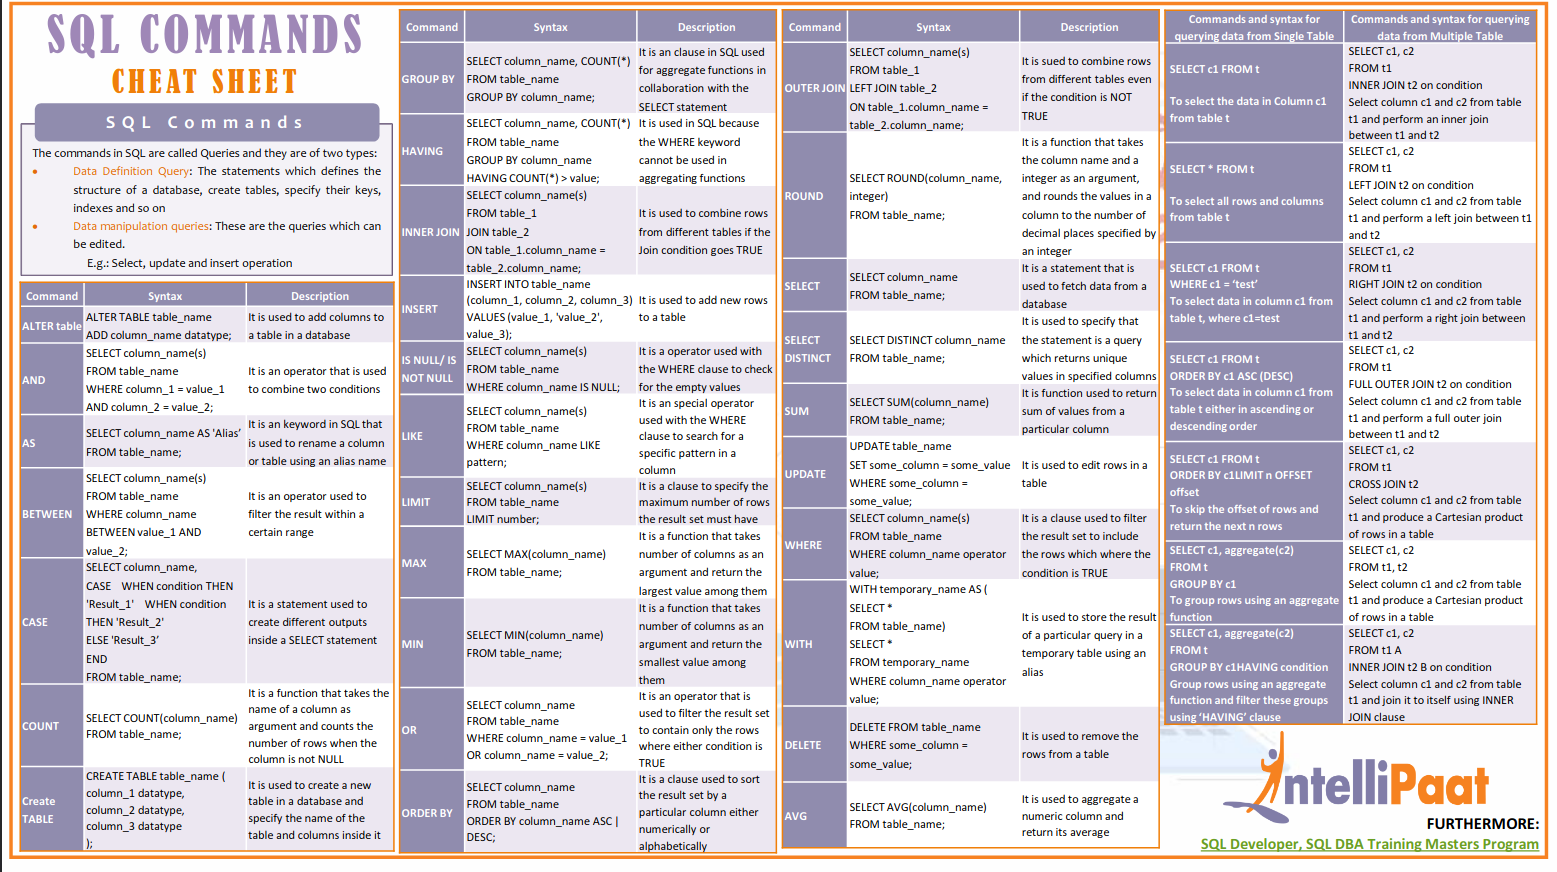 SQL COMMANDS
CHEAT SHEET
SQL Commands
The commands in SQL are called Queries and they are of two types:
• Data Definition Query: The statements which defines the
structure of a database, create tables, specify their keys,
indexes and so on
• Data manipulation queries: These are the queries which can
be edited.
E.g.: Select, update and insert operation
Command Syntax Description
ALTER table
ALTER TABLE table_name
ADD column_name datatype;
It is used to add columns to
a table in a database
AND
SELECT column_name(s)
FROM table_name
WHERE column_1 = value_1
AND column_2 = value_2;
It is an operator that is used
to combine two conditions
AS
SELECT column_name AS 'Alias'
FROM table_name;
It is an keyword in SQL that
is used to rename a column
or table using an alias name
BETWEEN
SELECT column_name(s)
FROM table_name
WHERE column_name
BETWEEN value_1 AND
value_2;
It is an operator used to
filter the result within a
certain range
CASE
SELECT column_name,
CASE WHEN condition THEN
'Result_1' WHEN condition
THEN 'Result_2'
ELSE 'Result_3’
END
FROM table_name;
It is a statement used to
create different outputs
inside a SELECT statement
COUNT
SELECT COUNT(column_name)
FROM table_name;
It is a function that takes the
name of a column as
argument and counts the
number of rows when the
column is not NULL
Create
TABLE
CREATE TABLE table_name (
column_1 datatype,
column_2 datatype,
column_3 datatype
);
It is used to create a new
table in a database and
specify the name of the
table and columns inside it
Command Syntax Description
GROUP BY
SELECT column_name, COUNT(*)
FROM table_name
GROUP BY column_name;
It is an clause in SQL used
for aggregate functions in
collaboration with the
SELECT statement
HAVING
SELECT column_name, COUNT(*)
FROM table_name
GROUP BY column_name
HAVING COUNT(*) > value;
It is used in SQL because
the WHERE keyword
cannot be used in
aggregating functions
INNER JOIN
SELECT column_name(s)
FROM table_1
JOIN table_2
ON table_1.column_name =
table_2.column_name;
It is used to combine rows
from different tables if the
Join condition goes TRUE
INSERT
INSERT INTO table_name
(column_1, column_2, column_3)
VALUES (value_1, 'value_2',
value_3);
It is used to add new rows
to a table
IS NULL/ IS
NOT NULL
SELECT column_name(s)
FROM table_name
WHERE column_name IS NULL;
It is a operator used with
the WHERE clause to check
for the empty values
LIKE
SELECT column_name(s)
FROM table_name
WHERE column_name LIKE
pattern;
It is an special operator
used with the WHERE
clause to search for a
specific pattern in a
column
LIMIT
SELECT column_name(s)
FROM table_name
LIMIT number;
It is a clause to specify the
maximum number of rows
the result set must have
MAX
SELECT MAX(column_name)
FROM table_name;
It is a function that takes
number of columns as an
argument and return the
largest value among them
MIN
SELECT MIN(column_name)
FROM table_name;
It is a function that takes
number of columns as an
argument and return the
smallest value among
them
OR
SELECT column_name
FROM table_name
WHERE column_name = value_1
OR column_name = value_2;
It is an operator that is
used to filter the result set
to contain only the rows
where either condition is
TRUE
ORDER BY
SELECT column_name
FROM table_name
ORDER BY column_name ASC |
DESC;
It is a clause used to sort
the result set by a
particular column either
numerically or
alphabetically
Command Syntax Description
OUTER JOIN
SELECT column_name(s)
FROM table_1
LEFT JOIN table_2
ON table_1.column_name =
table_2.column_name;
It is sued to combine rows
from different tables even
if the condition is NOT
TRUE
ROUND
SELECT ROUND(column_name,
integer)
FROM table_name;
It is a function that takes
the column name and a
integer as an argument,
and rounds the values in a
column to the number of
decimal places specified by
an integer
SELECT
SELECT column_name
FROM table_name;
It is a statement that is
used to fetch data from a
database
SELECT
DISTINCT
SELECT DISTINCT column_name
FROM table_name;
It is used to specify that
the statement is a query
which returns unique
values in specified columns
SUM
SELECT SUM(column_name)
FROM table_name;
It is function used to return
sum of values from a
particular column
UPDATE
UPDATE table_name
SET some_column = some_value
WHERE some_column =
some_value;
It is used to edit rows in a
table
WHERE
SELECT column_name(s)
FROM table_name
WHERE column_name operator
value;
It is a clause used to filter
the result set to include
the rows which where the
condition is TRUE
WITH
WITH temporary_name AS (
SELECT *
FROM table_name)
SELECT *
FROM temporary_name
WHERE column_name operator
value;
It is used to store the result
of a particular query in a
temporary table using an
alias
DELETE
DELETE FROM table_name
WHERE some_column =
some_value;
It is used to remove the
rows from a table
AVG
SELECT AVG(column_name)
FROM table_name;
It is used to aggregate a
numeric column and
return its average
Commands and syntax for
querying data from Single Table
Commands and syntax for querying
data from Multiple Table
SELECT c1 FROM t
To select the data in Column c1
from table t
SELECT c1, c2
FROM t1
INNER JOIN t2 on condition
Select column c1 and c2 from table
t1 and perform an inner join
between t1 and t2
SELECT * FROM t
To select all rows and columns
from table t
SELECT c1, c2
FROM t1
LEFT JOIN t2 on condition
Select column c1 and c2 from table
t1 and perform a left join between t1
and t2
SELECT c1 FROM t
WHERE c1 = ‘test’
To select data in column c1 from
table t, where c1=test
SELECT c1, c2
FROM t1
RIGHT JOIN t2 on condition
Select column c1 and c2 from table
t1 and perform a right join between
t1 and t2
SELECT c1 FROM t
ORDER BY c1 ASC (DESC)
To select data in column c1 from
table t either in ascending or
descending order
SELECT c1, c2
FROM t1
FULL OUTER JOIN t2 on condition
Select column c1 and c2 from table
t1 and perform a full outer join
between t1 and t2
SELECT c1 FROM t
ORDER BY c1LIMIT n OFFSET
offset
To skip the offset of rows and
return the next n rows
SELECT c1, c2
FROM t1
CROSS JOIN t2
Select column c1 and c2 from table
t1 and produce a Cartesian product
of rows in a table
SELECT c1, aggregate(c2)
FROM t
GROUP BY c1
To group rows using an aggregate
function
SELECT c1, c2
FROM t1, t2
Select column c1 and c2 from table
t1 and produce a Cartesian product
of rows in a table
SELECT c1, aggregate(c2)
FROM t
GROUP BY c1HAVING condition
Group rows using an aggregate
function and filter these groups
using ‘HAVING’ clause
SELECT c1, c2
FROM t1 A
INNER JOIN t2 B on condition
Select column c1 and c2 from table
t1 and join it to itself using INNER
JOIN clause
IntelliPaat
FURTHERMORE:
SQL Developer, SQL DBA Training Masters Program